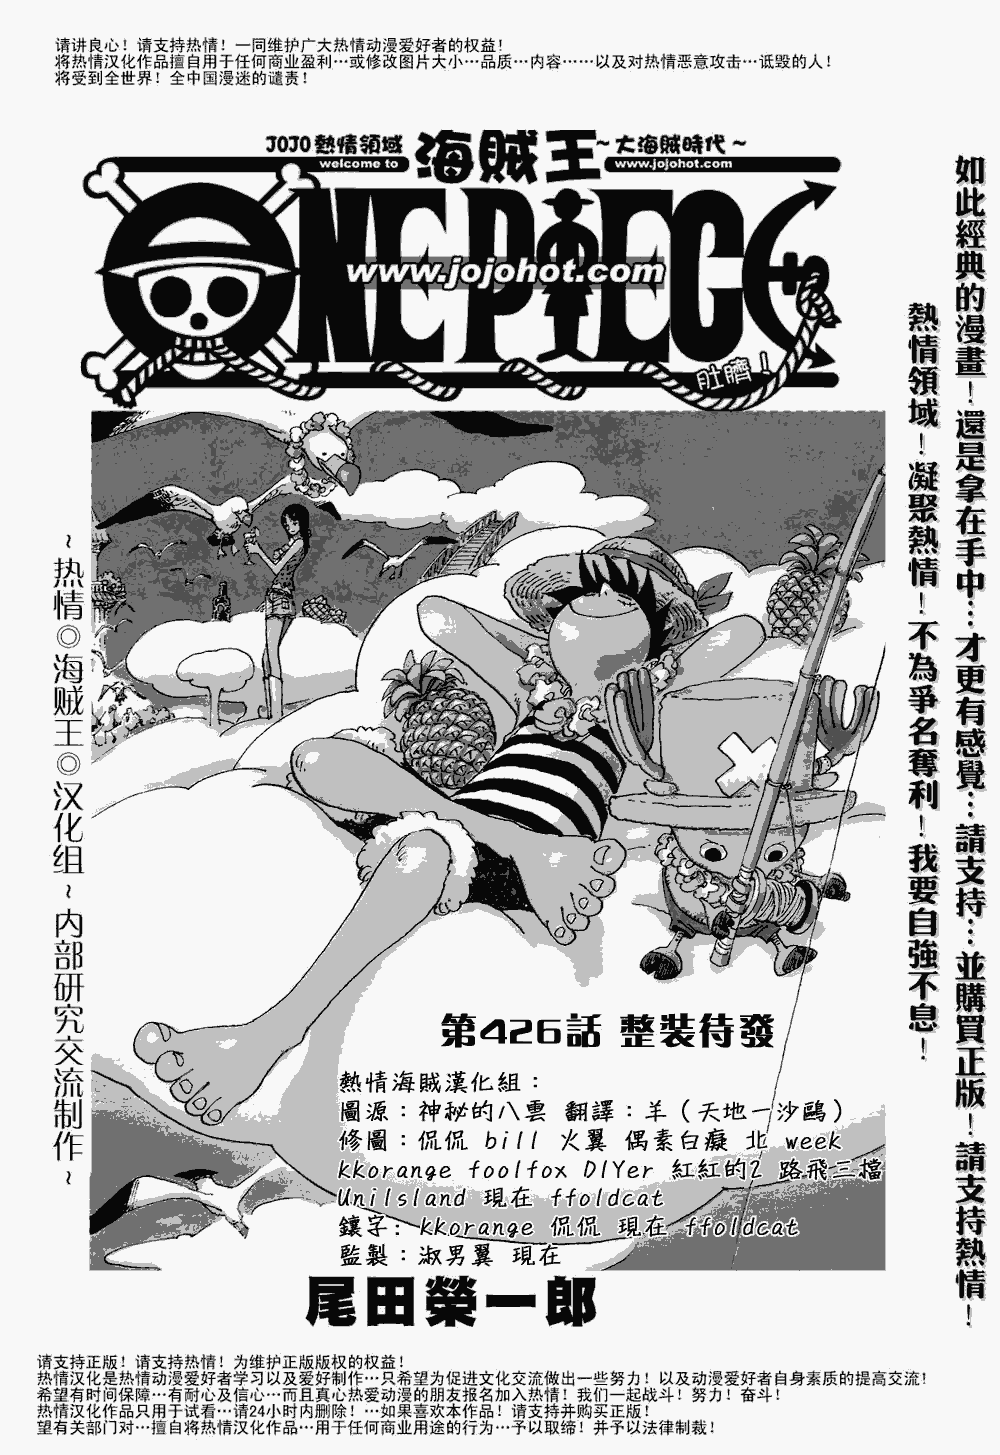 请讲良心！请支持热情！一同维护广大热情动漫爱好者的权益！
将热情汉化作品擅自用于任何商业盈利…或修改图片大小…品质…内容……以及对热情恶意攻击…诋毁的人！
将受到全世界！全中国漫迷的谴责！
JOJO熱情領域 海賊王 ~大海賊時代~
welcome to www.jojohot.com
ONE PIECE
www.jojohot.com
肚臍！
如此經典的漫畫！還是拿在手中…才更有感覺…請支持…並購買正版！請支持熱情！
熱情領域！凝聚熱情！不為爭名奪利！我要自強不息！
~热情◎海贼王◎汉化组~内部研究交流制作~
第426話 整裝待發
熱情海賊漢化組：
圖源：神秘的八雲 翻譯：羊（天地一沙鷗）
修圖：侃侃 bill 火翼 偶素白癡 北 week
kkorange foolfox DIYer 紅紅的2 路飛三檔
UniIsland 現在 ffoldcat
鑲字: kkorange 侃侃 現在 ffoldcat
監製：淑男翼 現在
尾田榮一郎
请支持正版！请支持热情！为维护正版版权的权益！
热情汉化是热情动漫爱好者学习以及爱好制作…只希望为促进文化交流做出一些努力！以及动漫爱好者自身素质的提高交流！
希望有时间保障…有耐心及信心…而且真心热爱动漫的朋友报名加入热情！我们一起战斗！努力！奋斗！
热情汉化作品只用于试看…请24小时内删除！…如果喜欢本作品！请支持并购买正版！
望有关部门对…擅自将热情汉化作品…用于任何商业用途的行为…予以取缔！并予以法律制裁！